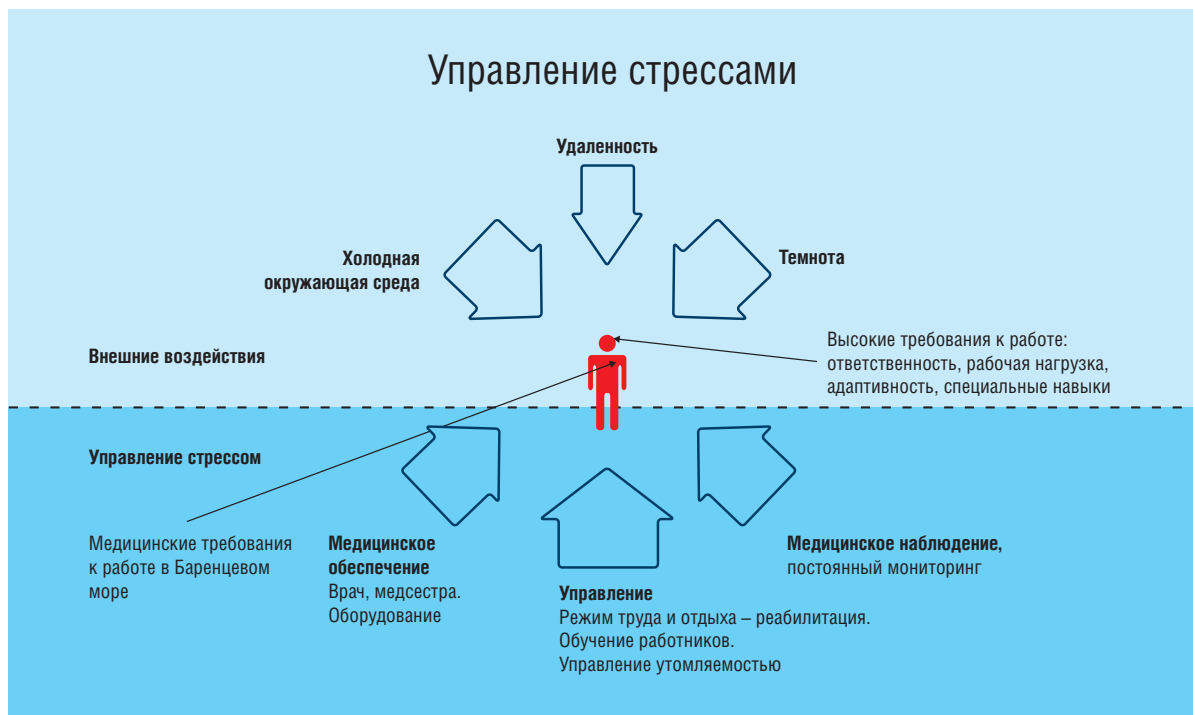 Управление стрессами
Удаленность
Холодная
окружающая среда
Темнота
Внешние воздействия
Высокие требования к работе:
ответственность, рабочая нагрузка,
адаптивность, специальные навыки
Управление стрессом
Медицинские требования
к работе в Баренцевом
море
Медицинское
обеспечение
Врач, медсестра.
Оборудование
Управление
Режим труда и отдыха – реабилитация.
Обучение работников.
Управление утомляемостью
Медицинское наблюдение,
постоянный мониторинг